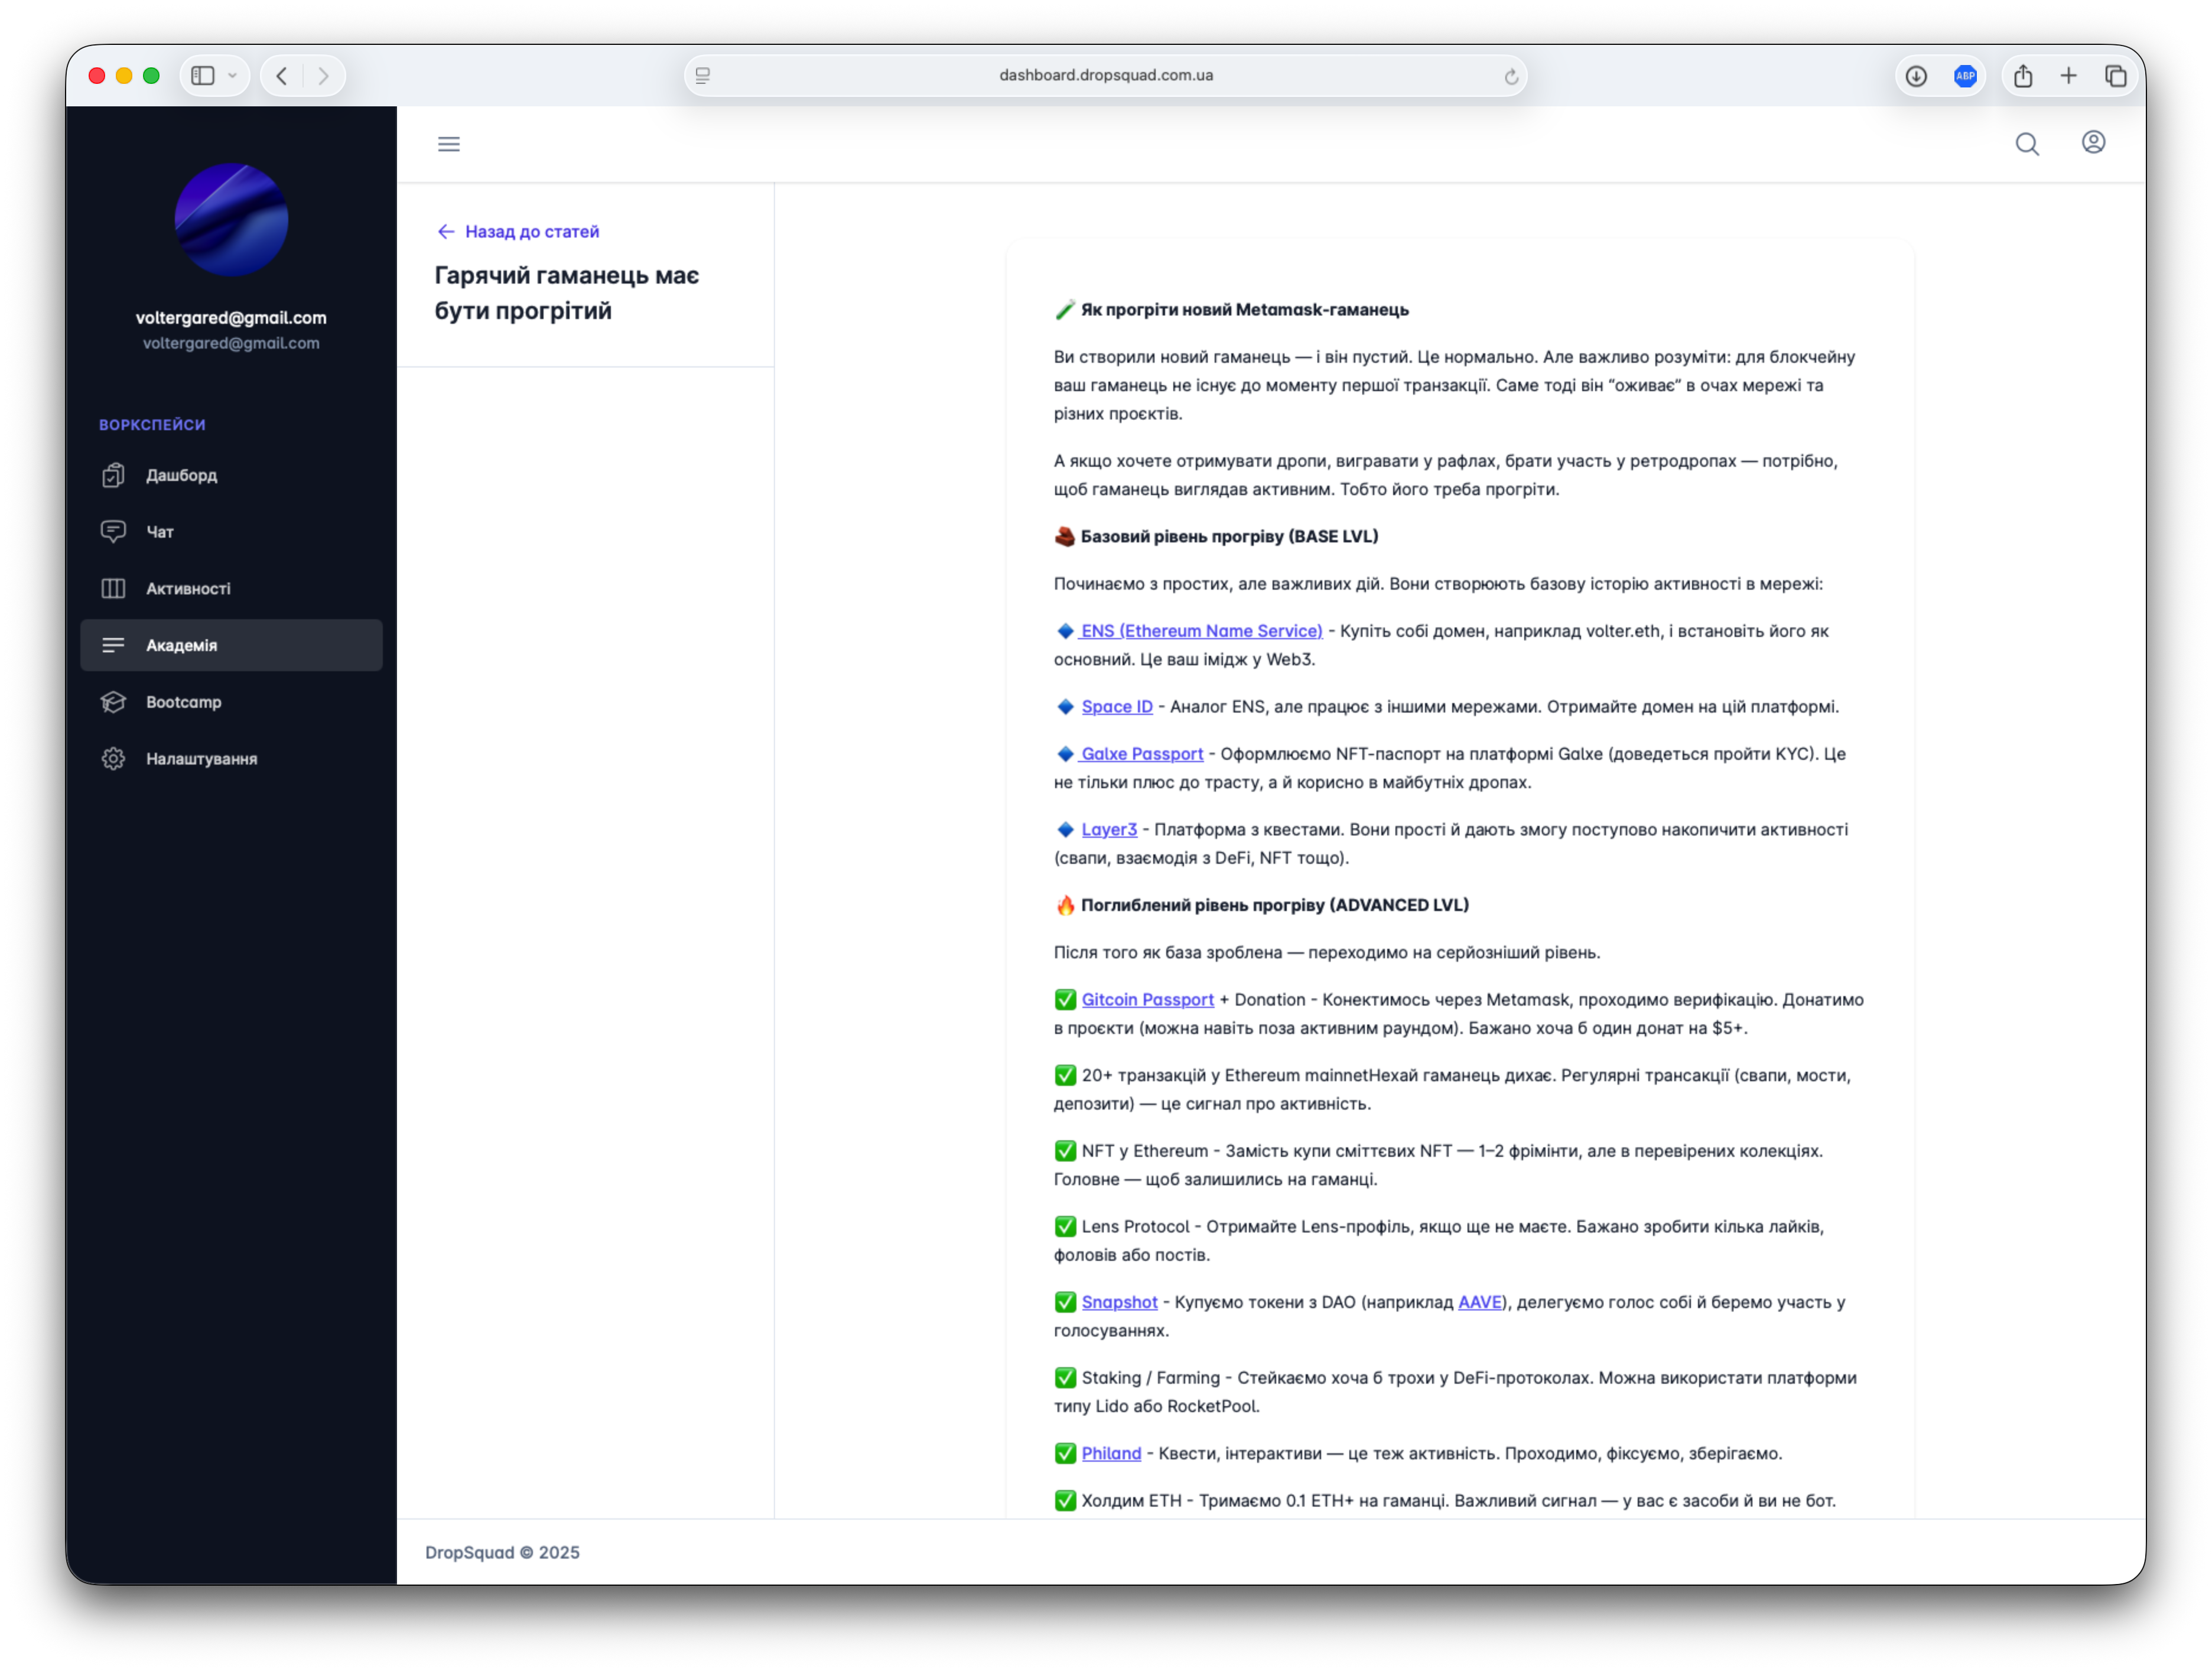 dashboard.dropsquad.com.ua
ABP
voltergared@gmail.com
voltergared@gmail.com
ВОРКСПЕЙСИ
Дашборд
Чат
Активності
Академія
Bootcamp
Налаштування
Назад до статей
Гарячий гаманець має
бути прогрітий
Як прогріти новий Metamask-гаманець
Ви створили новий гаманець — і він пустий. Це нормально. Але важливо розуміти: для блокчейну
ваш гаманець не існує до моменту першої транзакції. Саме тоді він “оживає” в очах мережі та
різних проєктів.
А якщо хочете отримувати дропи, вигравати у рафлах, брати участь у ретродропах — потрібно,
щоб гаманець виглядав активним. Тобто його треба прогріти.
Базовий рівень прогріву (BASE LVL)
Починаємо з простих, але важливих дій. Вони створюють базову історію активності в мережі:
ENS (Ethereum Name Service) - Купіть собі домен, наприклад volter.eth, і встановіть його як
основний. Це ваш імідж у Web3.
Space ID - Аналог ENS, але працює з іншими мережами. Отримайте домен на цій платформі.
Galxe Passport - Оформлюємо NFT-паспорт на платформі Galxe (доведеться пройти KYC). Це
не тільки плюс до трасту, а й корисно в майбутніх дропах.
Layer3 - Платформа з квестами. Вони прості й дають змогу поступово накопичити активності
(свапи, взаємодія з DeFi, NFT тощо).
Поглиблений рівень прогріву (ADVANCED LVL)
Після того як база зроблена — переходимо на серйозніший рівень.
✅ Gitcoin Passport + Donation - Конектимось через Metamask, проходимо верифікацію. Донатимо
в проєкти (можна навіть поза активним раундом). Бажано хоча б один донат на $5+.
✅ 20+ транзакцій у Ethereum mainnetНехай гаманець дихає. Регулярні трансакції (свапи, мости,
депозити) — це сигнал про активність.
✅ NFT у Ethereum - Замість купи сміттєвих NFT — 1–2 фрімінти, але в перевірених колекціях.
Головне — щоб залишились на гаманці.
✅ Lens Protocol - Отримайте Lens-профіль, якщо ще не маєте. Бажано зробити кілька лайків,
фоловів або постів.
✅ Snapshot - Купуємо токени з DAO (наприклад AAVE), делегуємо голос собі й беремо участь у
голосуваннях.
✅ Staking / Farming - Стейкаємо хоча б трохи у DeFi-протоколах. Можна використати платформи
типу Lido або RocketPool.
✅ Philand - Квести, інтерактиви — це теж активність. Проходимо, фіксуємо, зберігаємо.
✅ Холдим ETH - Тримаємо 0.1 ETH+ на гаманці. Важливий сигнал — у вас є засоби й ви не бот.
DropSquad © 2025